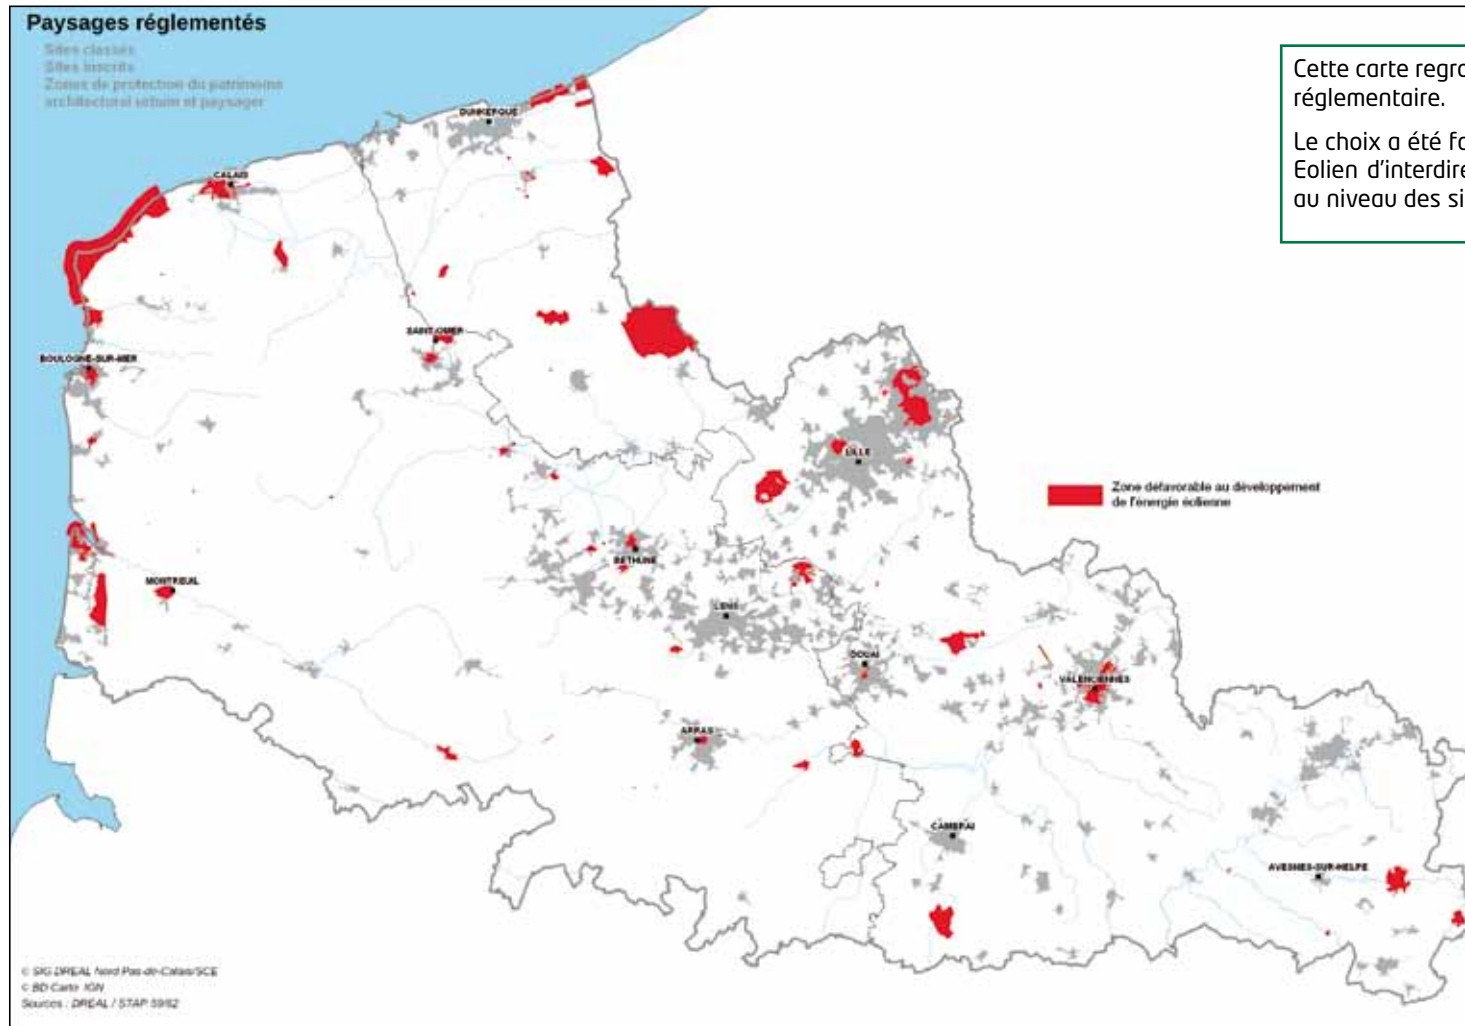 Paysages réglementés
Sites classés
Sites inscrits
Zones de protection du patrimoine
architectural urbain et paysager
Cette carte regro
réglementaire.
Le choix a été fa
Eolien d'interdire
au niveau des si
DUNKERQUE
CALAIS
SAINT-OMER
BOULOGNE-SUR-MER
LILLE
Zone défavorable au développement
de l'énergie éolienne
BETHUNE
MONTREUIL
LENS
DOUAI
VALENCIENNES
ARRAS
CAMBRAI
AVESNES-SUR-HELPE
© SIG DREAL Nord Pas-de-Calais/SCE
© BD Carto IGN
Sources : DREAL / STAP 59/62